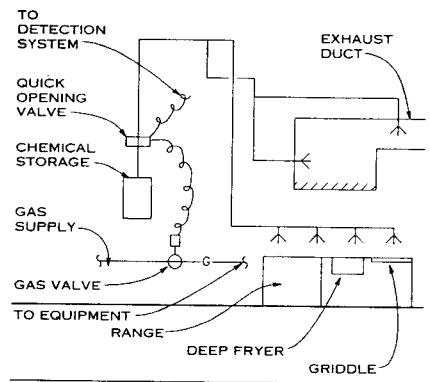 TO
DETECTION
SYSTEM
EXHAUST
DUCT
QUICK
OPENING
VALVE
CHEMICAL
STORAGE
GAS
SUPPLY
G
GAS VALVE
TO EQUIPMENT
RANGE
DEEP FRYER
GRIDDLE